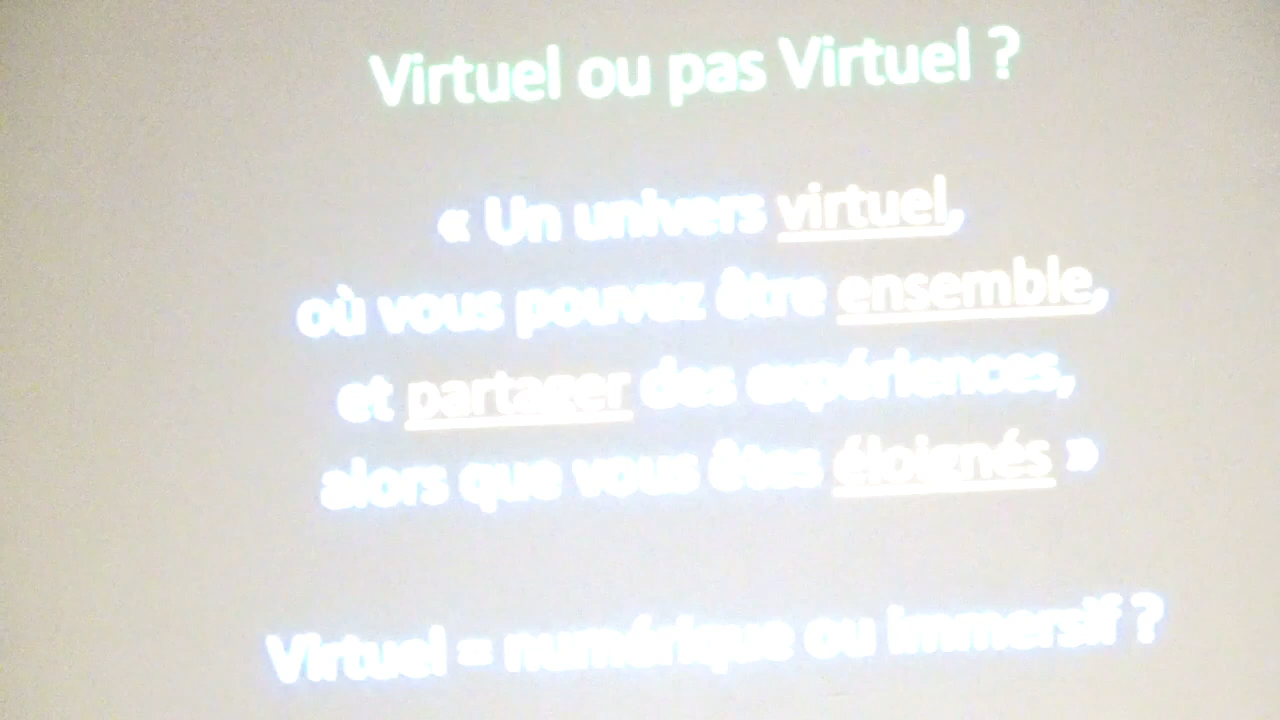 Virtuel ou pas Virtuel ?
« Un univers virtuel,
où vous pouvez être ensemble,
et partager des expériences,
alors que vous êtes éloignés »
Virtuel = numérique ou immersif ?